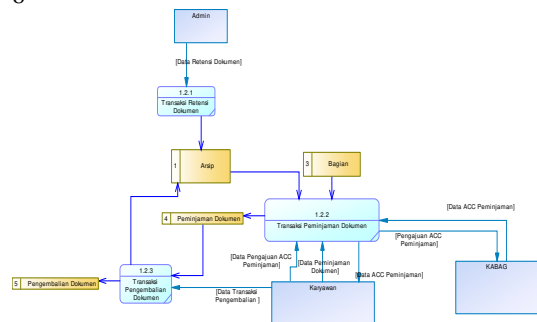 Admin
[Data Retensi Dokumen]
1.2.1
Transaksi Retensi
Dokumen
1
Arsip
3
Bagian
[Data ACC Peminjaman]
4
Peminjaman Dokumen
1.2.2
Transaksi Peminjaman Dokumen
[Pengajuan ACC
Peminjaman]
[Data Pengajuan ACC
Peminjaman]
[Data Peminjaman
Dokumen]
[Data ACC Peminjaman]
KABAG
1.2.3
Transaksi
Pengembalian
Dokumen
5
Pengembalian Dokumen
[Data Transaksi
Pengembalian ]
Karyawan